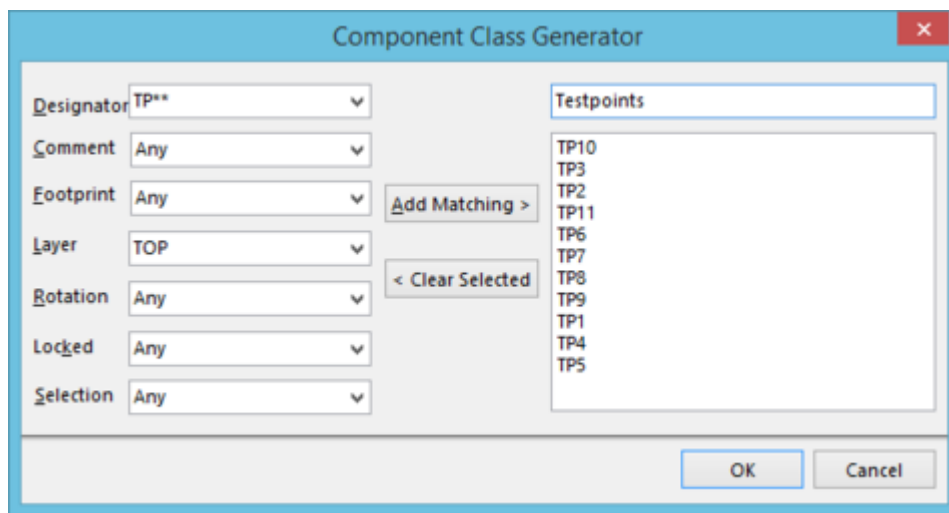 Component Class Generator
Designator TP**
Testpoints
Comment Any
Footprint Any
Layer TOP
Rotation Any
Locked Any
Selection Any
Add Matching >
< Clear Selected
TP10
TP3
TP2
TP11
TP6
TP7
TP8
TP9
TP1
TP4
TP5
OK
Cancel